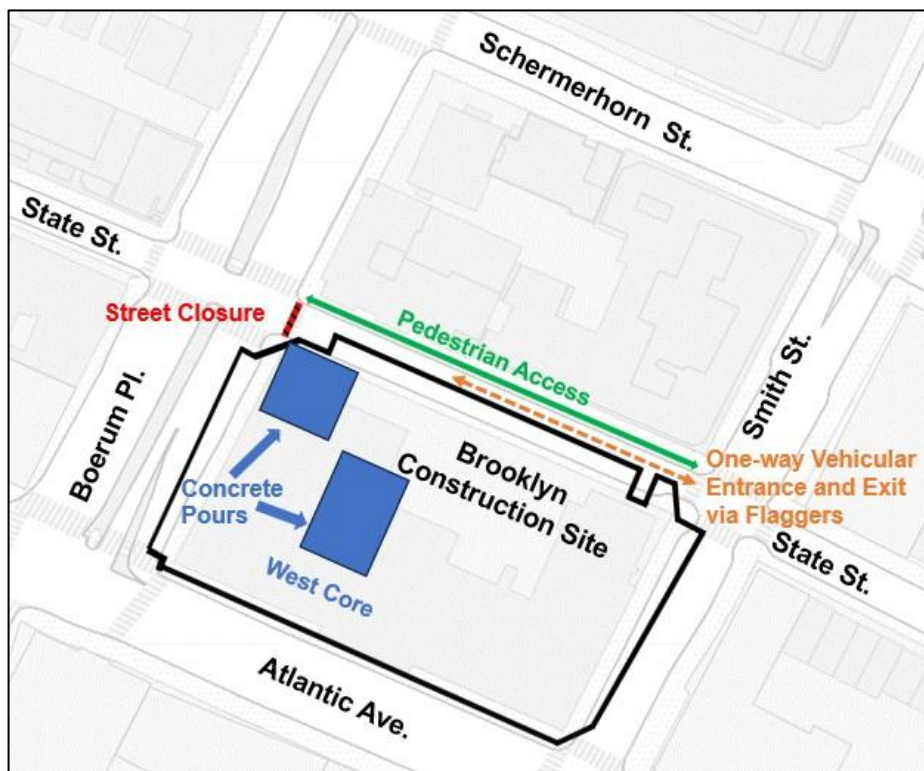 Schermerhorn St.
State St.
Street Closure
Pedestrian Access
Smith St.
Boerum Pl.
Brooklyn
Construction Site
One-way Vehicular
Entrance and Exit
via Flaggers
Concrete
Pours
West Core
State St.
Atlantic Ave.